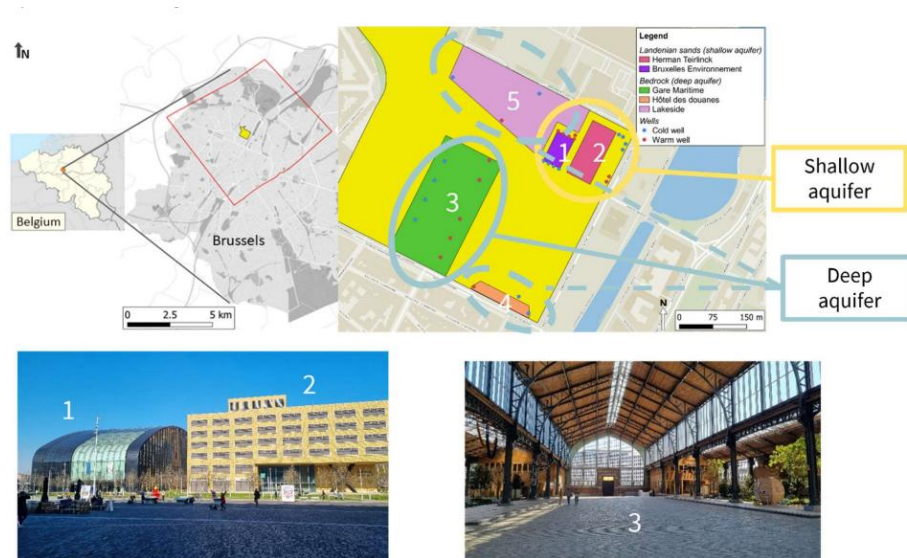 N
Belgium
Brussels
0 2.5 5 km
5
1
2
3
4
Legend
Landenian sands (shallow aquifer)
Herman Teirlinck
Bruxelles Environnement
Bedrock (deep aquifer)
Gare Maritime
Hôtel des douanes
Lakeside
Wells
Cold well
Warm well
N
0 75 150 m
Shallow
aquifer
Deep
aquifer
1
2
3